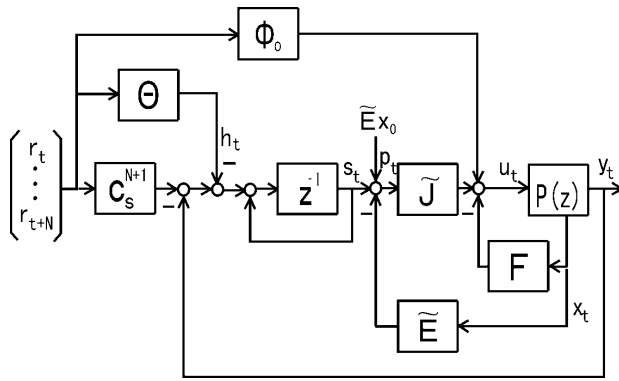 Φ₀
Θ
r_t
⋮
r_{t+N}
h_t
−
Ẽx₀
C_s^{N+1}
−
z⁻¹
s_t
p_t
−
J̃
−
u_t
P(z)
y_t
F
x_t
Ẽ